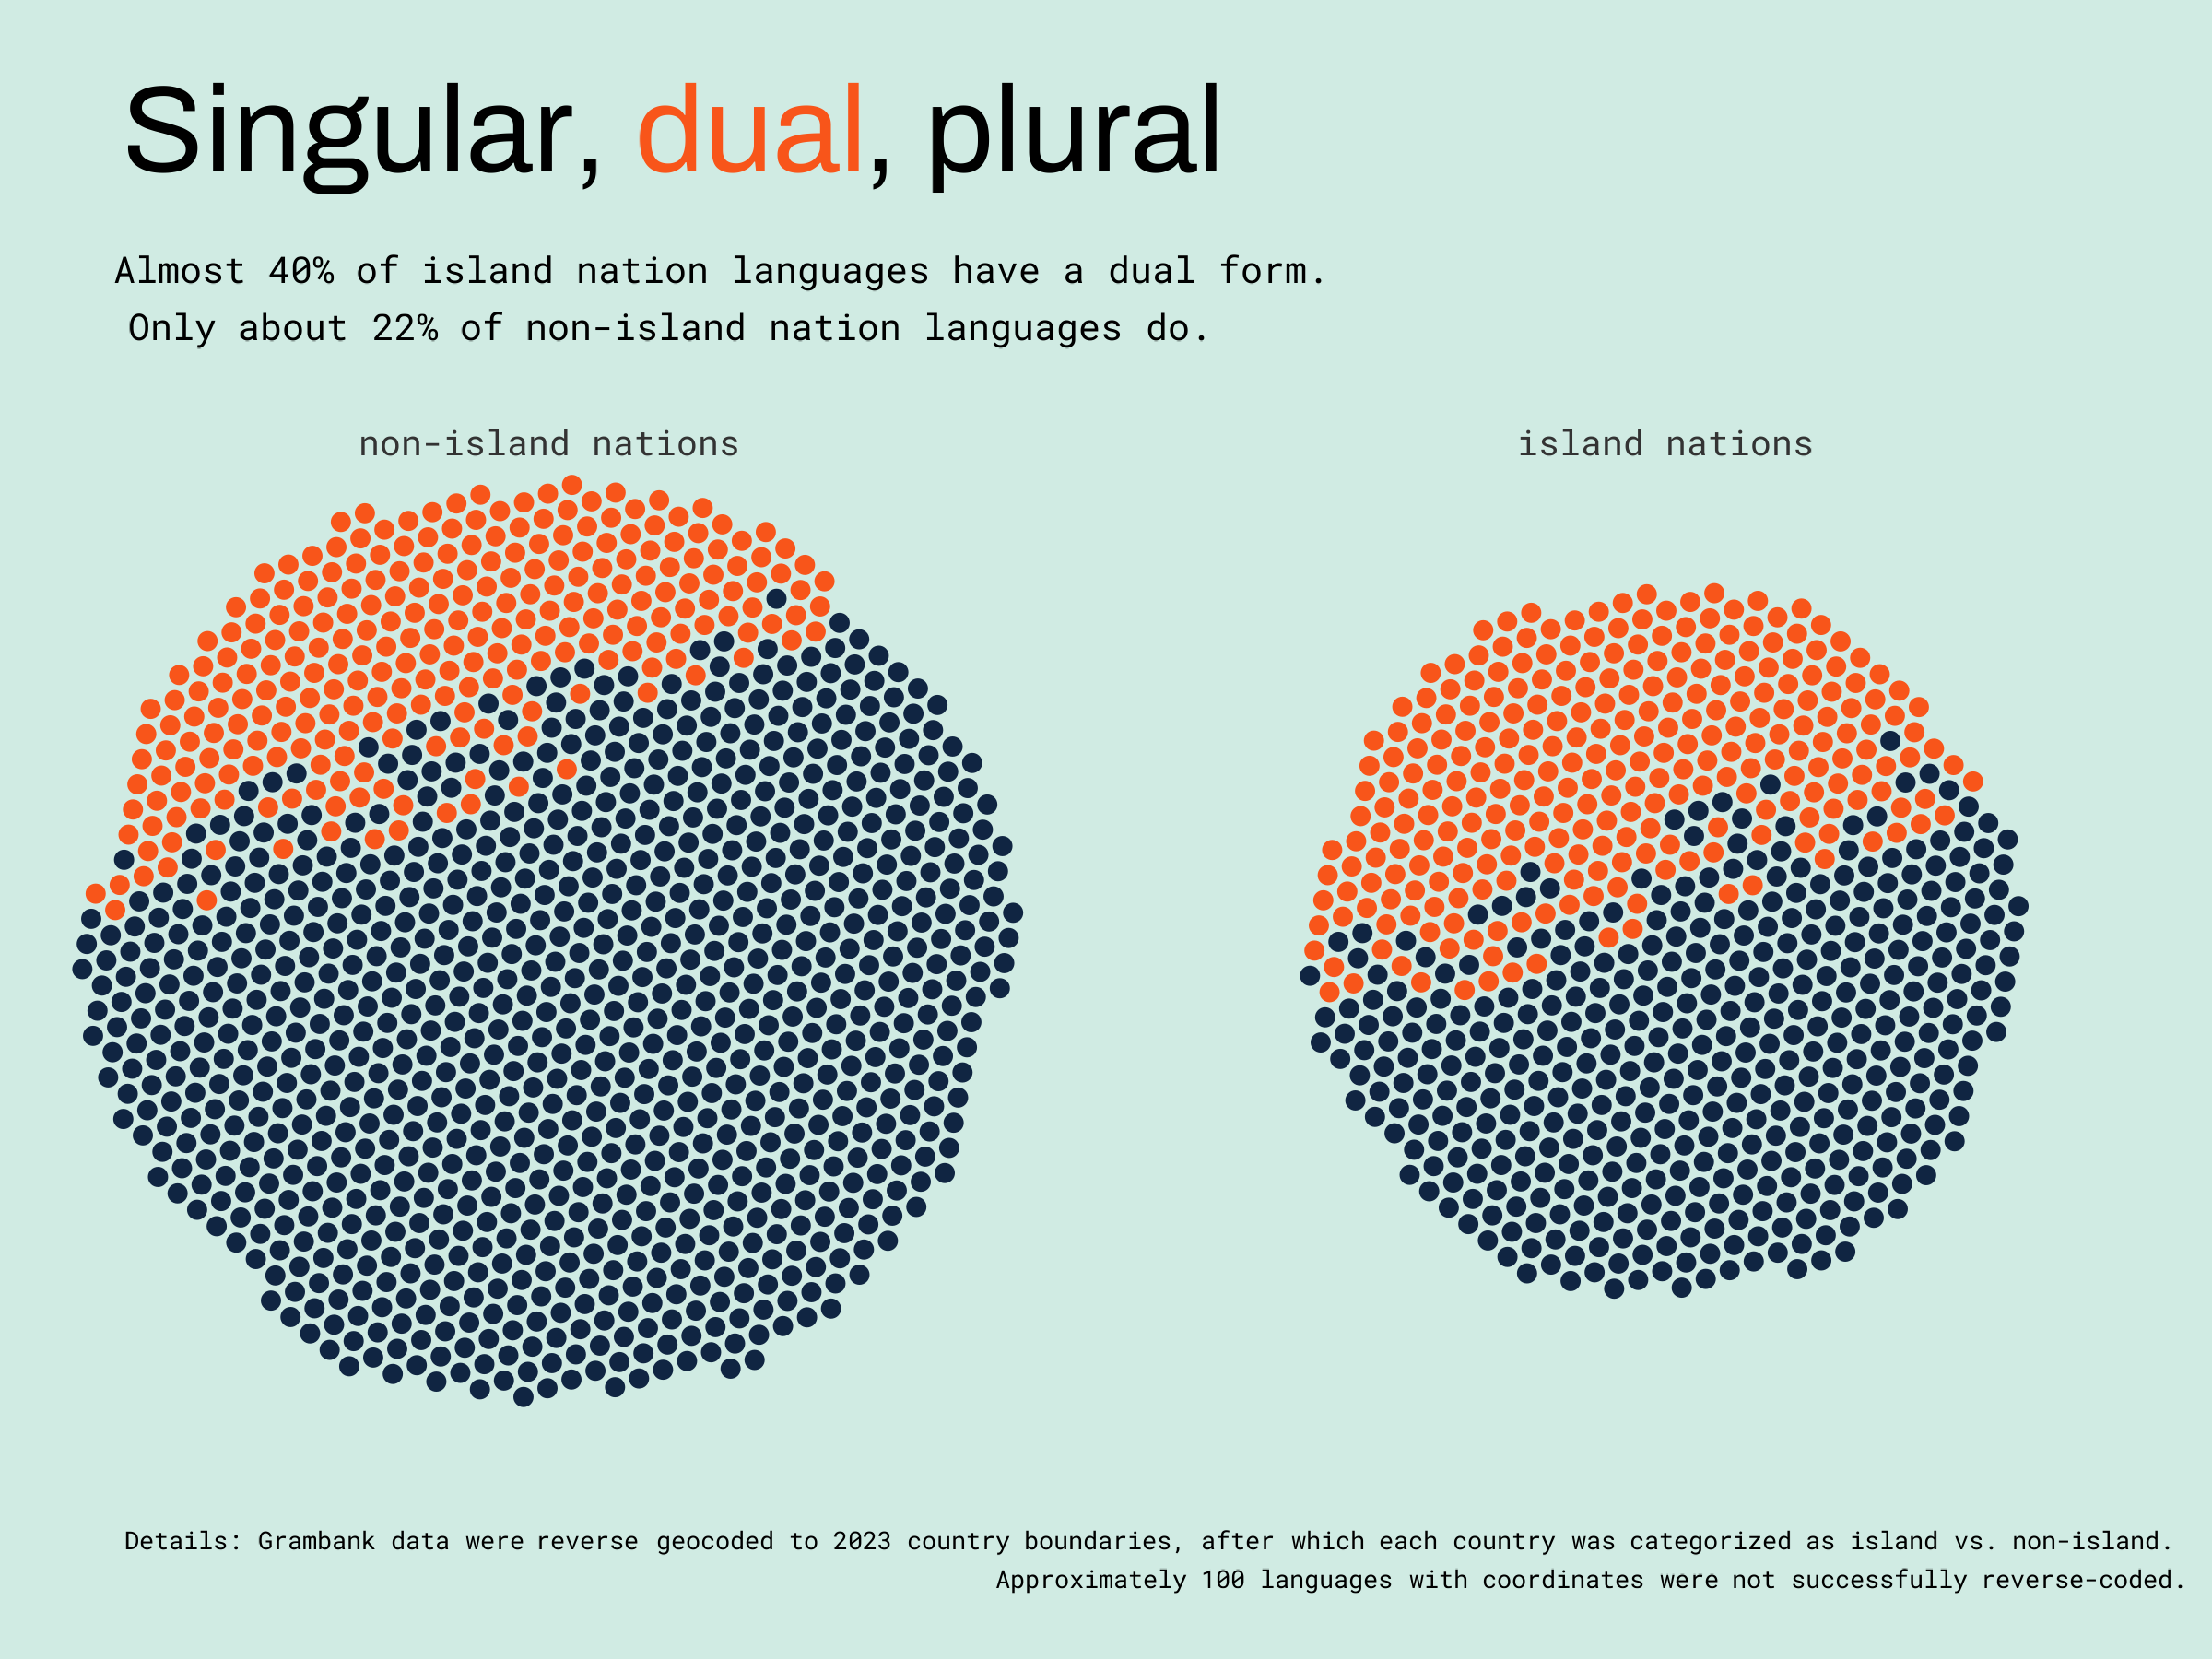 Singular, dual, plural
Almost 40% of island nation languages have a dual form.
Only about 22% of non-island nation languages do.
non-island nations
island nations
Details: Grambank data were reverse geocoded to 2023 country boundaries, after which each country was categorized as island vs. non-island.
Approximately 100 languages with coordinates were not successfully reverse-coded.